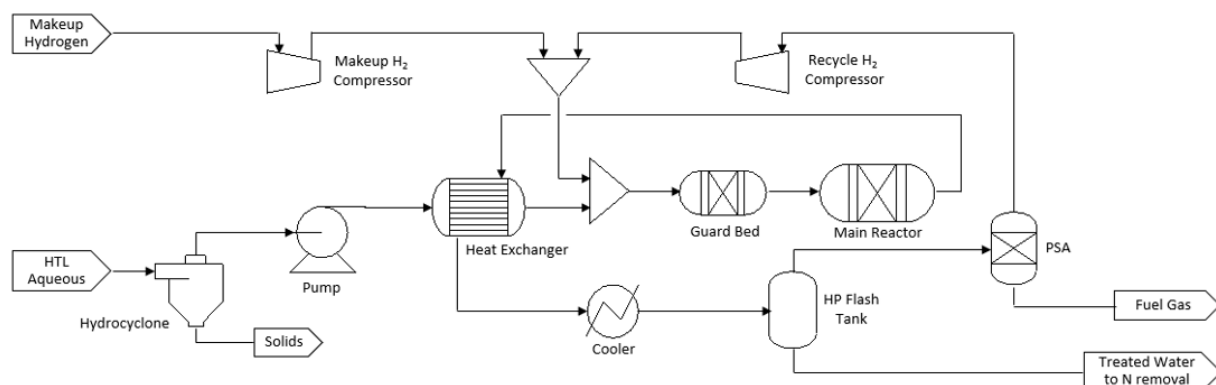 Makeup
Hydrogen
Makeup H₂
Compressor
Recycle H₂
Compressor
HTL
Aqueous
Hydrocyclone
Solids
Pump
Heat Exchanger
Guard Bed
Main Reactor
PSA
Cooler
HP Flash
Tank
Fuel Gas
Treated Water
to N removal